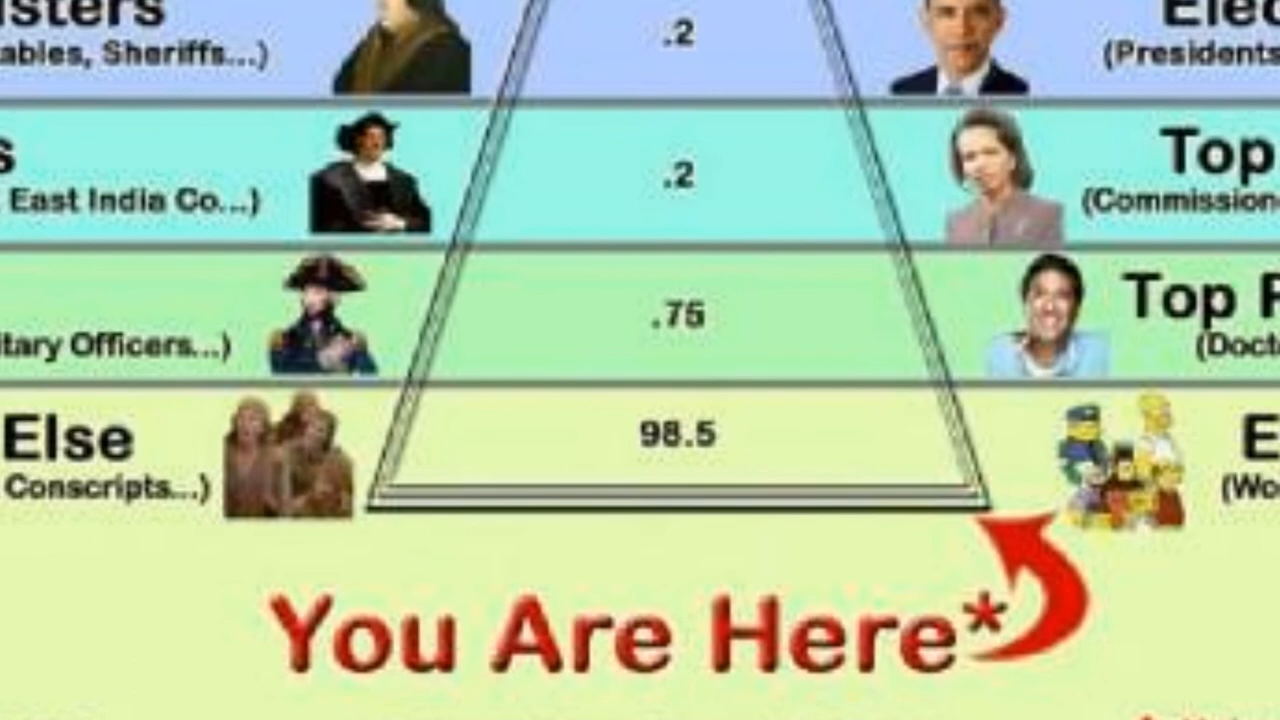 isters .2 Elec
ables, Sheriffs...) (Presidents
s .2 Top
East India Co...) (Commission
.75 Top
itary Officers...) (Doct
Else 98.5 E
Conscripts...) (Wo
You Are Here*